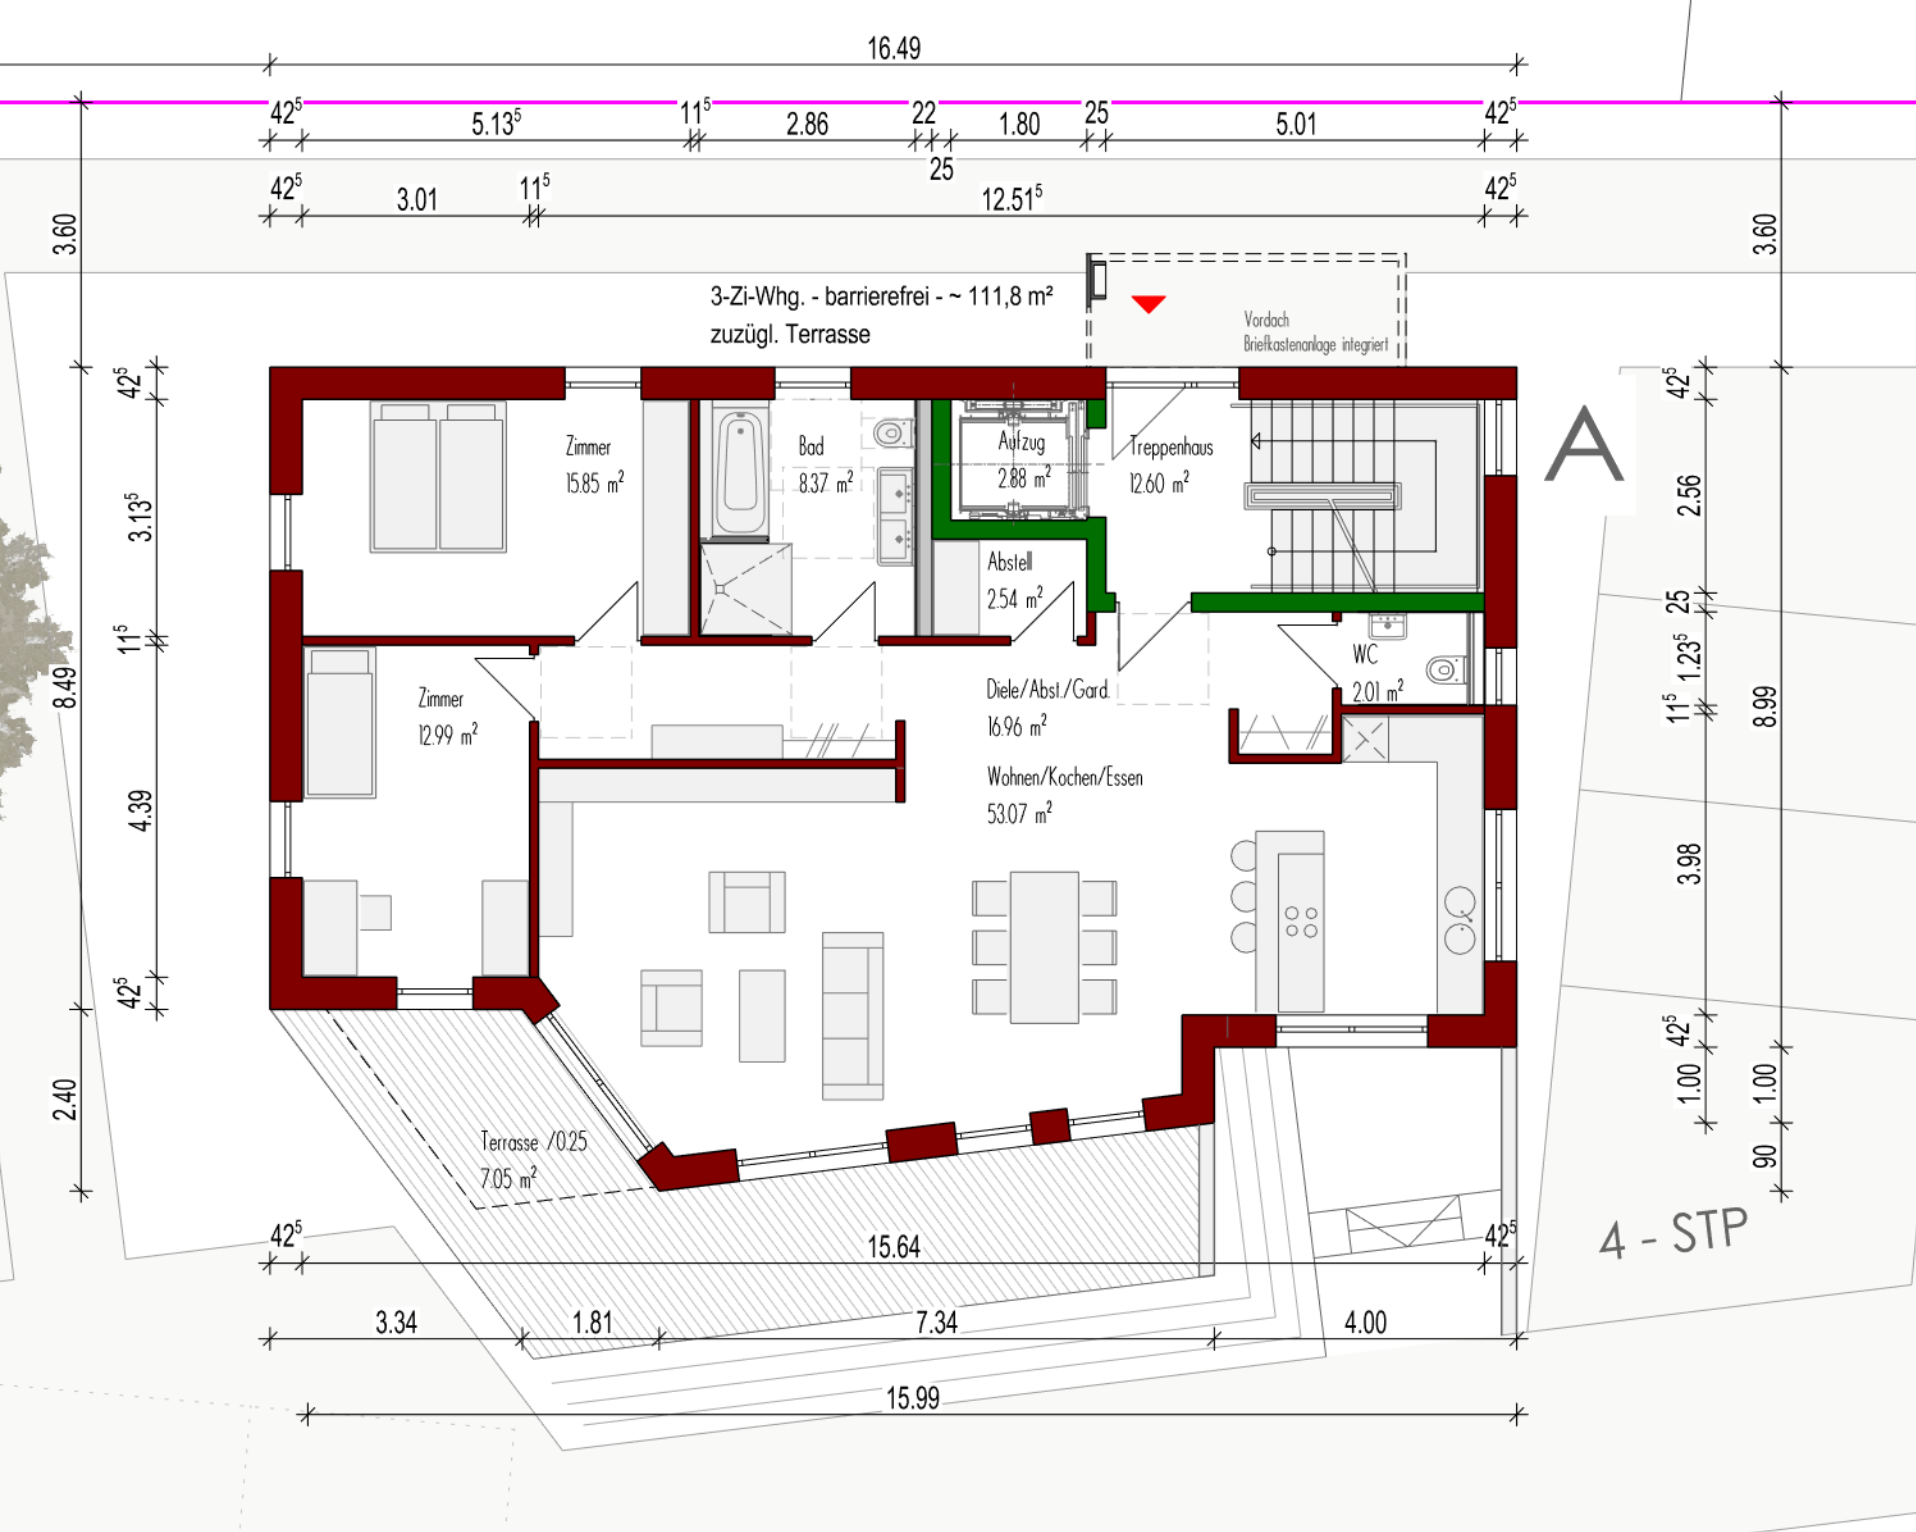 16.49
42⁵ 5.13⁵ 11⁵ 2.86 22 25 1.80 25 5.01 42⁵
42⁵ 3.01 11⁵ 12.51⁵ 42⁵
3.60
3.60
3-Zi-Whg. - barrierefrei - ~ 111,8 m²
zuzügl. Terrasse
Vordach
Briefkastenanlage integriert
42⁵
3.13⁵
11⁵
4.39
42⁵
8.49
2.40
Zimmer
15.85 m²
Bad
8.37 m²
Aufzug
2.88 m²
Treppenhaus
12.60 m²
Abstell
2.54 m²
WC
2.01 m²
Zimmer
12.99 m²
Diele/Abst./Gard.
16.96 m²
Wohnen/Kochen/Essen
53.07 m²
Terrasse /0.25
7.05 m²
A
42⁵
2.56
25
1.23⁵
11⁵
3.98
42⁵
1.00
8.99
1.00
90
4 - STP
42⁵ 15.64 42⁵
3.34 1.81 7.34 4.00
15.99